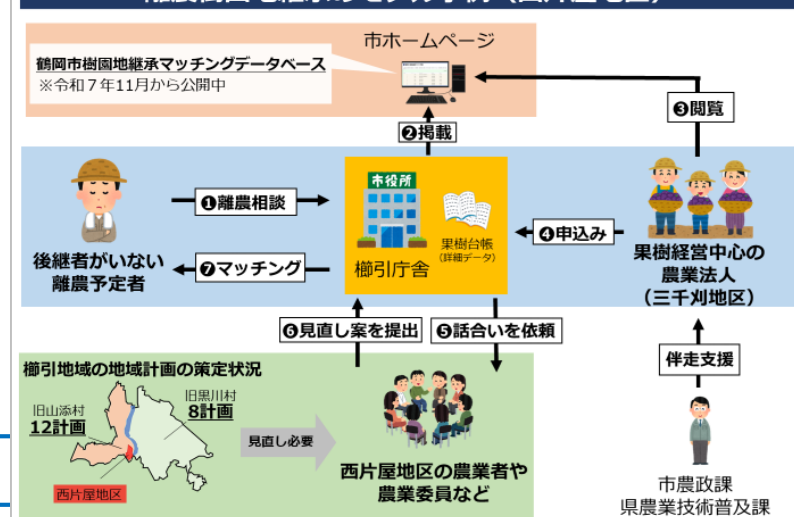 市ホームページ
鶴岡市樹園地継承マッチングデータベース
※令和７年11月から公開中
❸閲覧
❷掲載
市役所
❶離農相談
果樹台帳
(詳細データ)
❹申込み
櫛引庁舎
❼マッチング
後継者がいない
離農予定者
果樹経営中心の
農業法人
（三千刈地区）
❻見直し案を提出
❺話合いを依頼
伴走支援
櫛引地域の地域計画の策定状況
旧山添村
12計画
旧黒川村
8計画
見直し必要
西片屋地区
西片屋地区の農業者や
農業委員など
市農政課
県農業技術普及課